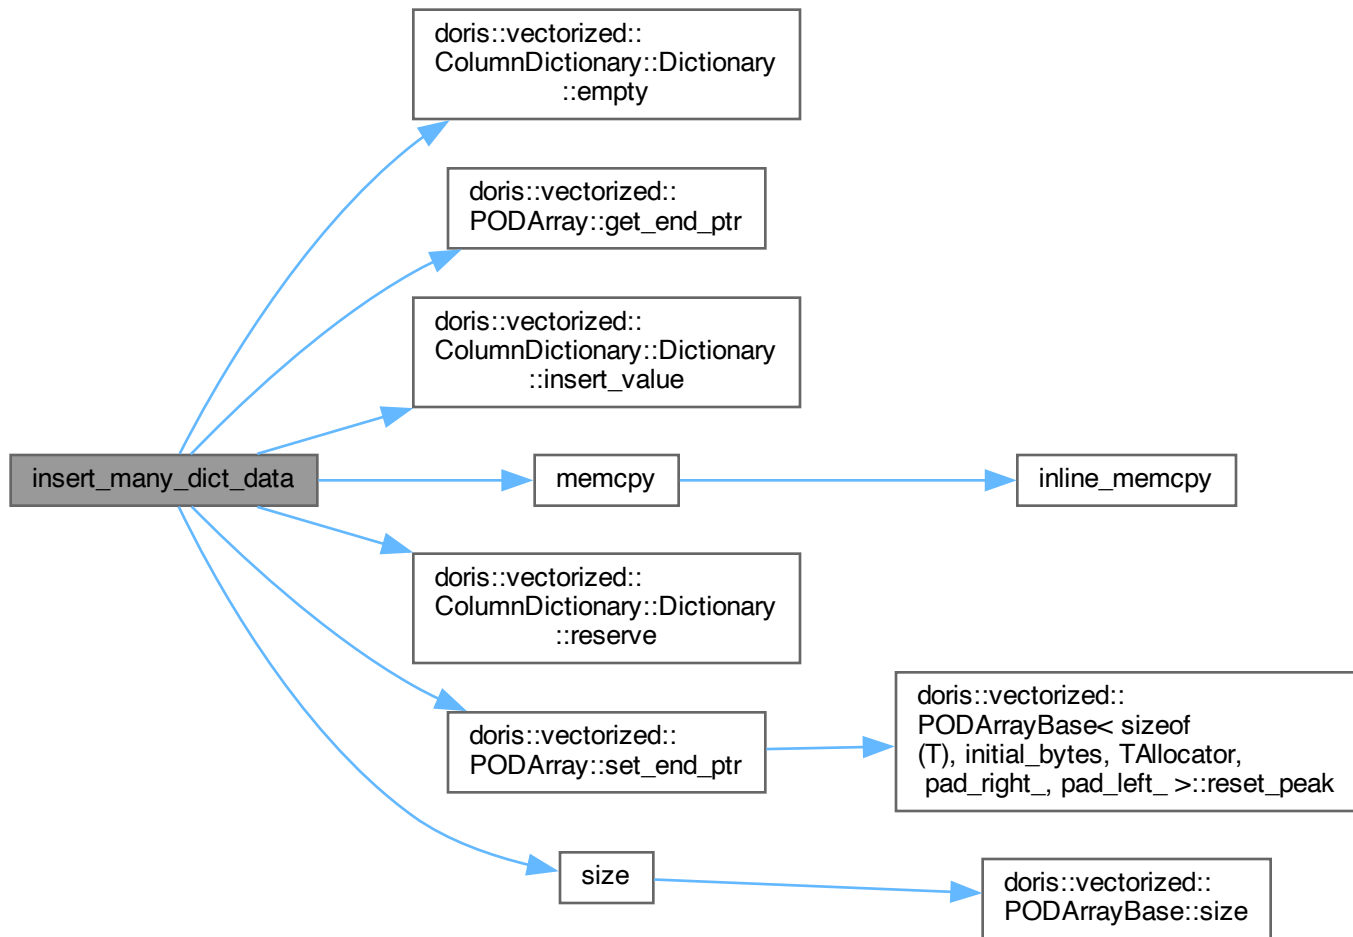 doris::vectorized::
ColumnDictionary::Dictionary
::empty
doris::vectorized::
PODArray::get_end_ptr
doris::vectorized::
ColumnDictionary::Dictionary
::insert_value
insert_many_dict_data
memcpy
inline_memcpy
doris::vectorized::
ColumnDictionary::Dictionary
::reserve
doris::vectorized::
PODArray::set_end_ptr
doris::vectorized::
PODArrayBase< sizeof
(T), initial_bytes, TAllocator,
pad_right_, pad_left_ >::reset_peak
size
doris::vectorized::
PODArrayBase::size